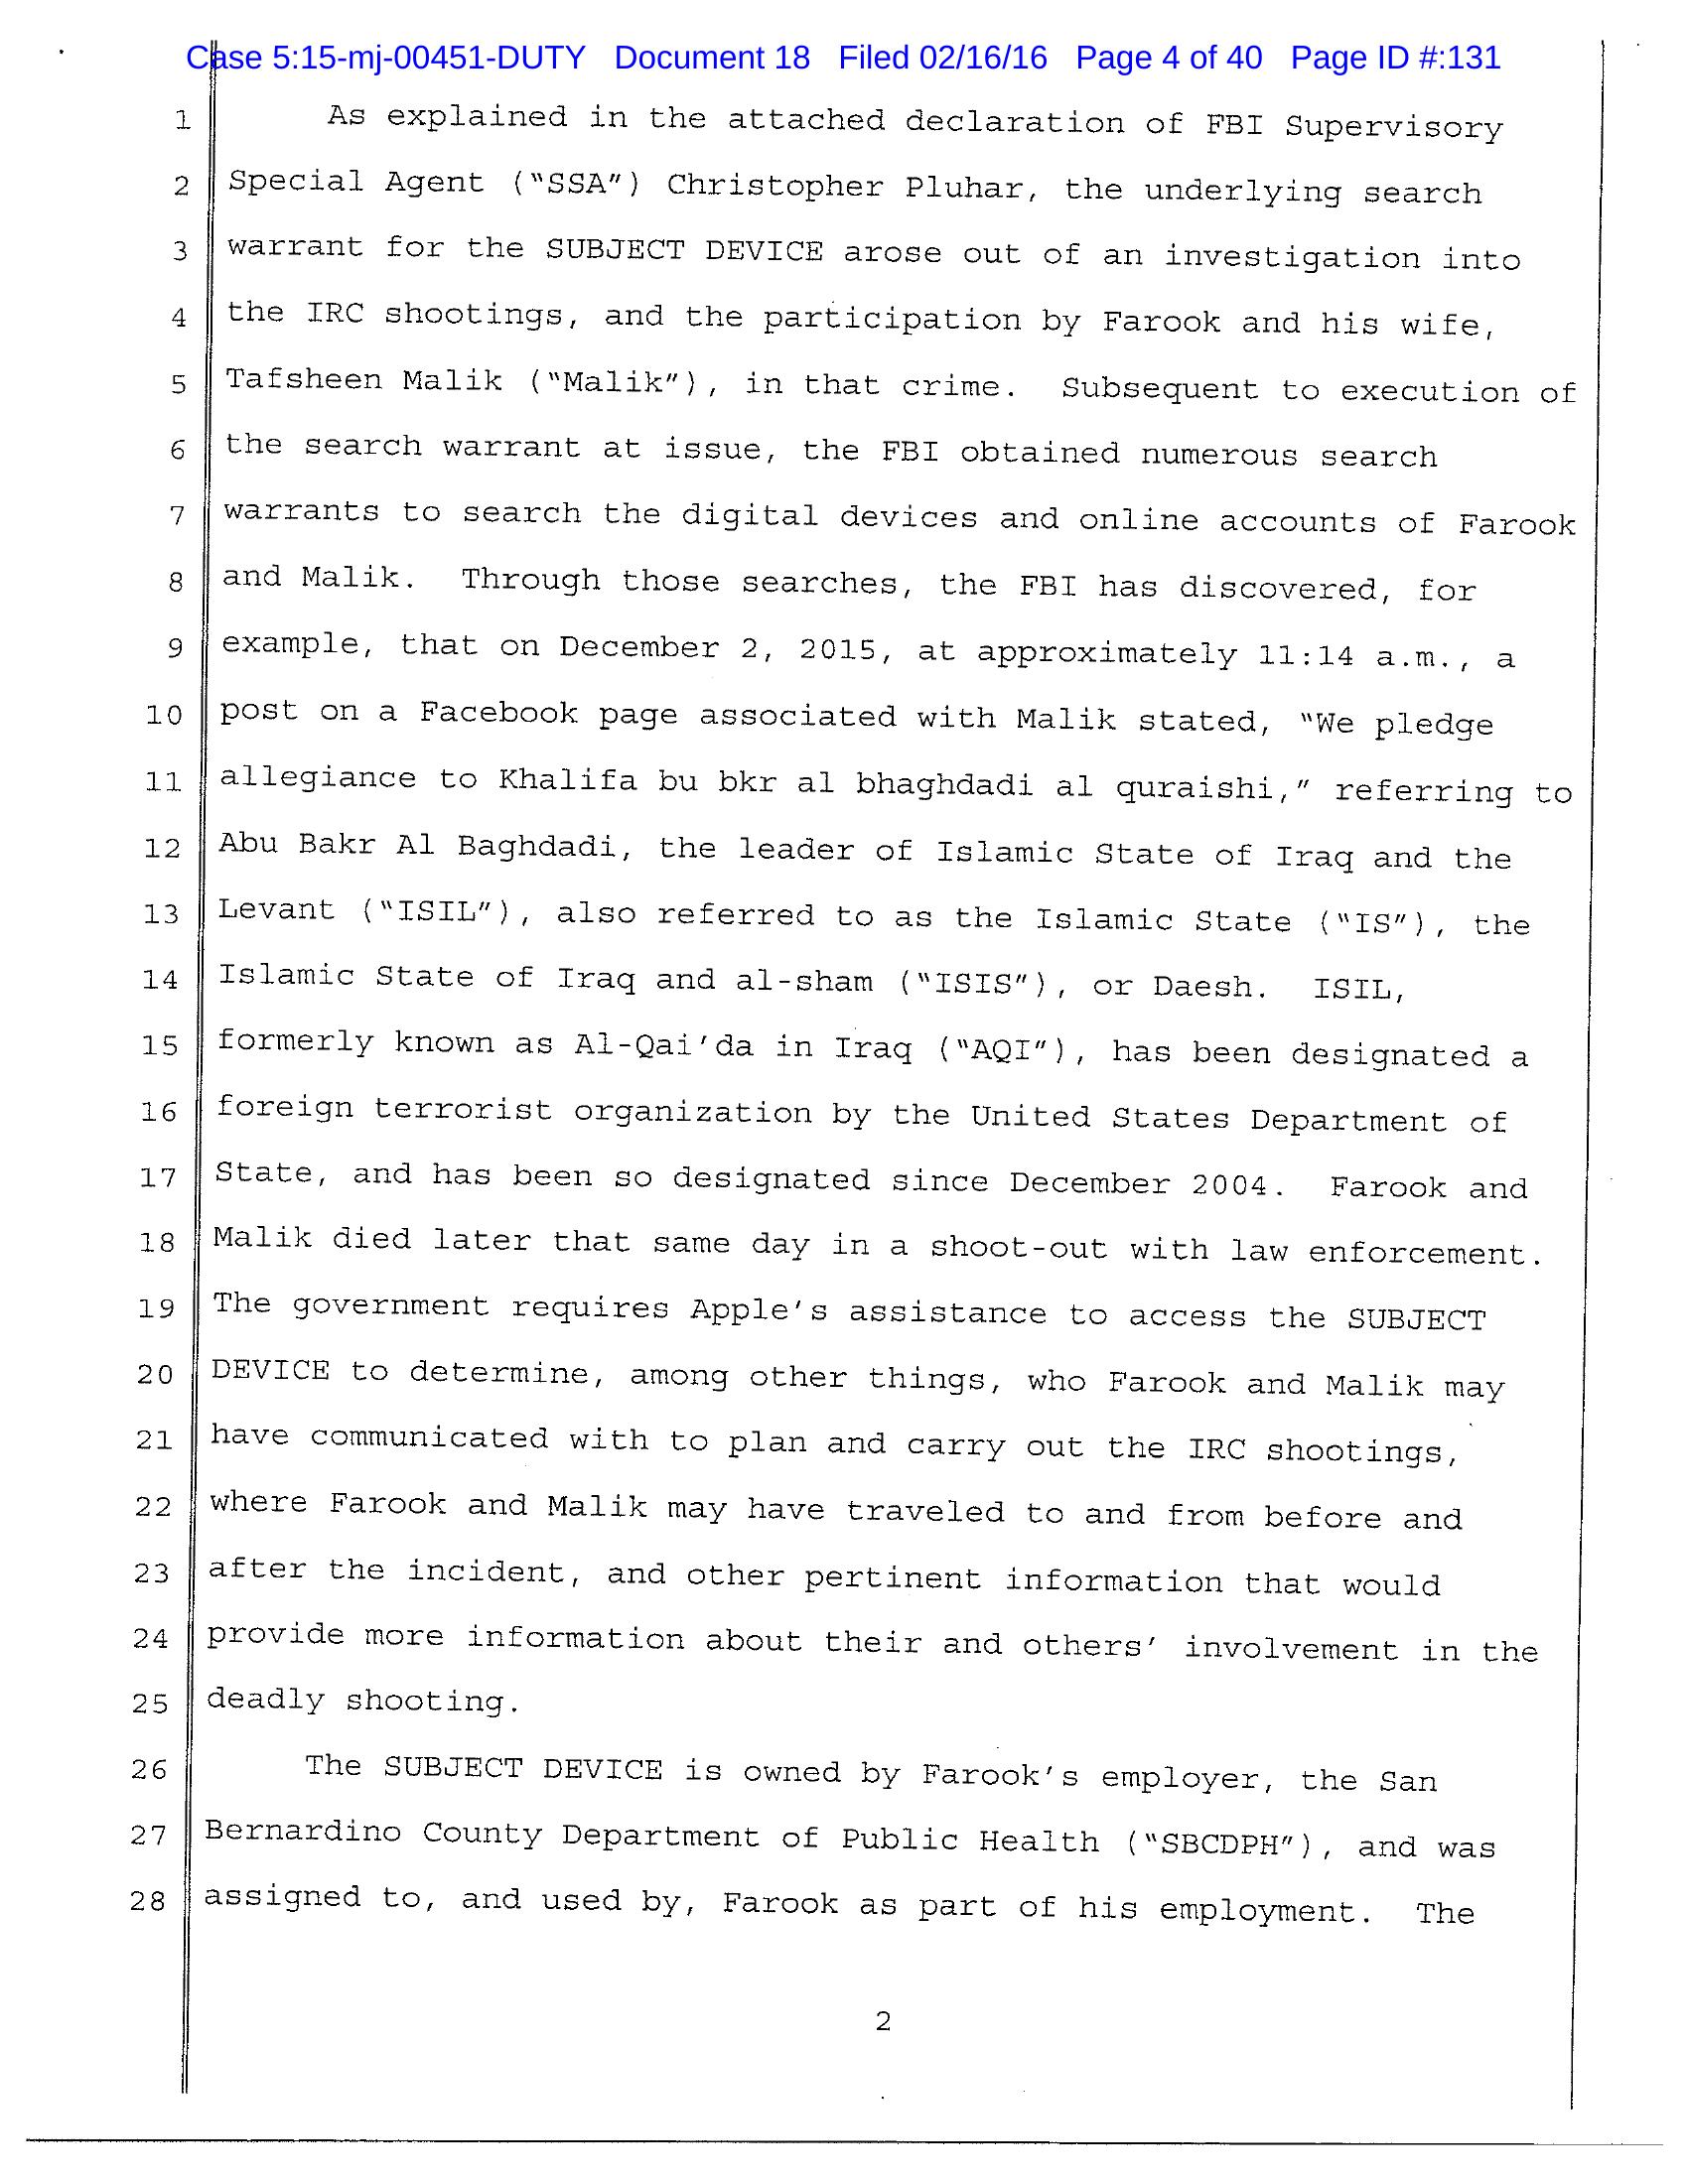 Case 5:15-mj-00451-DUTY Document 18 Filed 02/16/16 Page 4 of 40 Page ID #:131
1 As explained in the attached declaration of FBI Supervisory
2 Special Agent (“SSA”) Christopher Pluhar, the underlying search
3 warrant for the SUBJECT DEVICE arose out of an investigation into
4 the IRC shootings, and the participation by Farook and his wife,
5 Tafsheen Malik (“Malik”), in that crime. Subsequent to execution of
6 the search warrant at issue, the FBI obtained numerous search
7 warrants to search the digital devices and online accounts of Farook
8 and Malik. Through those searches, the FBI has discovered, for
9 example, that on December 2, 2015, at approximately 11:14 a.m., a
10 post on a Facebook page associated with Malik stated, “We pledge
11 allegiance to Khalifa bu bkr al bhaghdadi al quraishi,” referring to
12 Abu Bakr Al Baghdadi, the leader of Islamic State of Iraq and the
13 Levant (“ISIL”), also referred to as the Islamic State (“IS”), the
14 Islamic State of Iraq and al-sham (“ISIS”), or Daesh. ISIL,
15 formerly known as Al-Qai’da in Iraq (“AQI”), has been designated a
16 foreign terrorist organization by the United States Department of
17 State, and has been so designated since December 2004. Farook and
18 Malik died later that same day in a shoot-out with law enforcement.
19 The government requires Apple’s assistance to access the SUBJECT
20 DEVICE to determine, among other things, who Farook and Malik may
21 have communicated with to plan and carry out the IRC shootings,
22 where Farook and Malik may have traveled to and from before and
23 after the incident, and other pertinent information that would
24 provide more information about their and others’ involvement in the
25 deadly shooting.
26 The SUBJECT DEVICE is owned by Farook’s employer, the San
27 Bernardino County Department of Public Health (“SBCDPH”), and was
28 assigned to, and used by, Farook as part of his employment. The
2